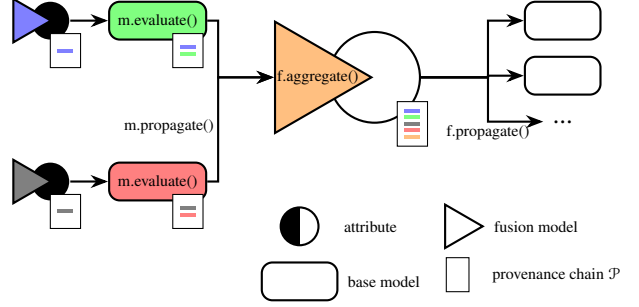 m.evaluate()
f.aggregate()
m.propagate()
f.propagate()
...
m.evaluate()
attribute
fusion model
base model
provenance chain 𝒫